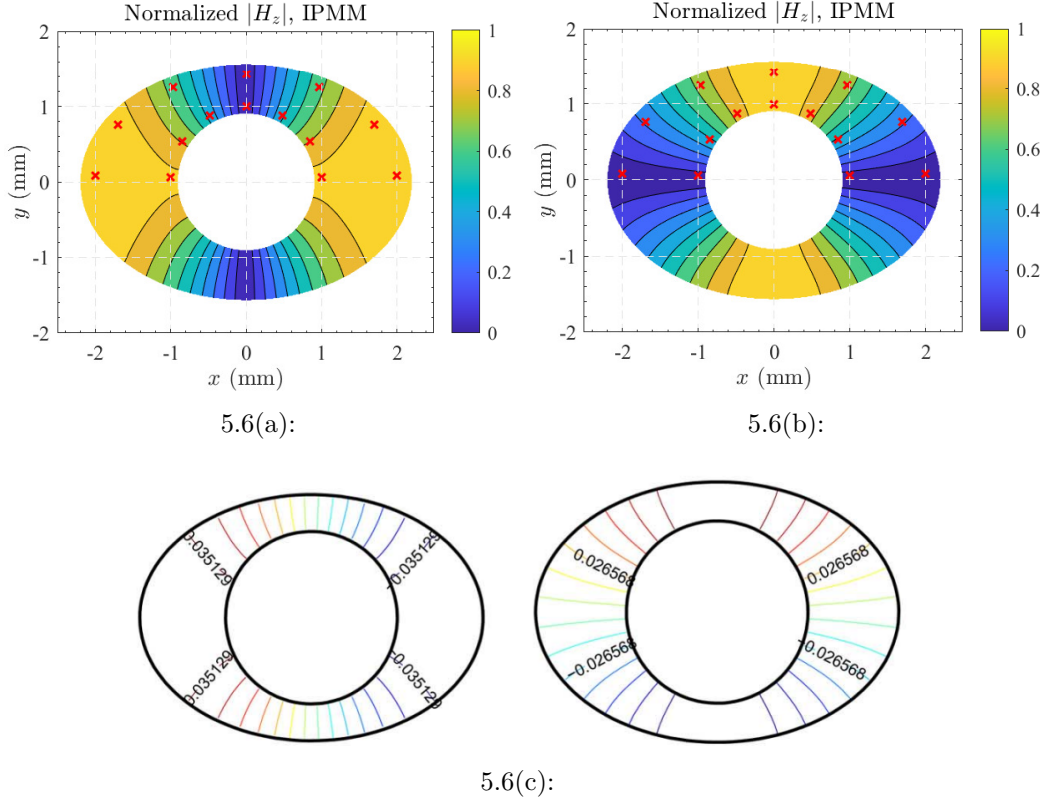 Normalized |H_z|, IPMM
2
1
0
-1
-2
y (mm)
-2 -1 0 1 2
x (mm)
1
0.8
0.6
0.4
0.2
0
5.6(a):
Normalized |H_z|, IPMM
2
1
0
-1
-2
y (mm)
-2 -1 0 1 2
x (mm)
1
0.8
0.6
0.4
0.2
0
5.6(b):
0.035129 -0.035129
0.035129 -0.035129
0.026568 0.026568
-0.026568 -0.026568
5.6(c):